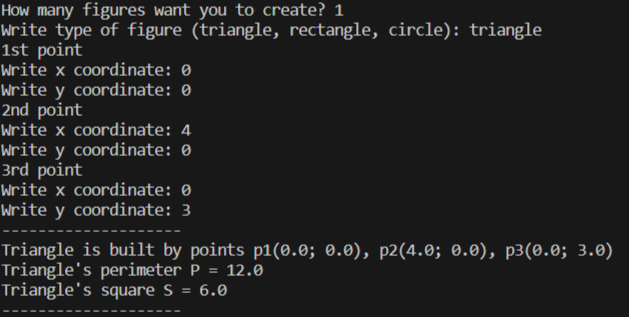 How many figures want you to create? 1
Write type of figure (triangle, rectangle, circle): triangle
1st point
Write x coordinate: 0
Write y coordinate: 0
2nd point
Write x coordinate: 4
Write y coordinate: 0
3rd point
Write x coordinate: 0
Write y coordinate: 3
--------------------
Triangle is built by points p1(0.0; 0.0), p2(4.0; 0.0), p3(0.0; 3.0)
Triangle's perimeter P = 12.0
Triangle's square S = 6.0
--------------------